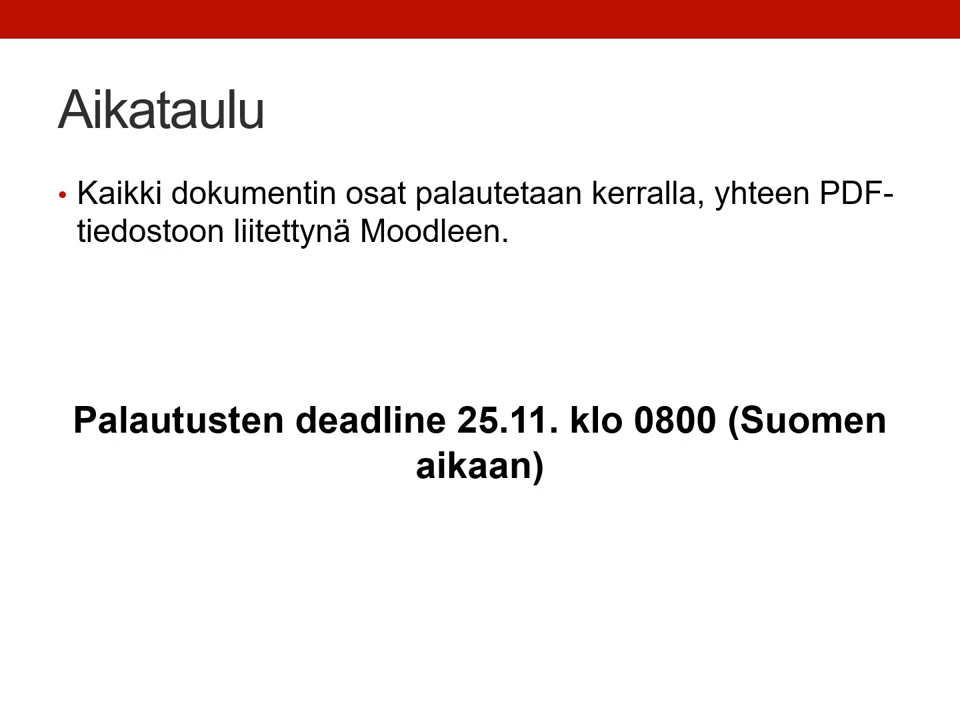 Aikataulu
• Kaikki dokumentin osat palautetaan kerralla, yhteen PDF-
tiedostoon liitettynä Moodleen.
Palautusten deadline 25.11. klo 0800 (Suomen
aikaan)